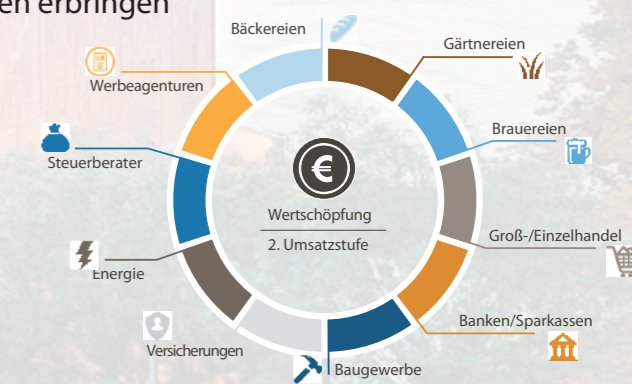 en erbringen
Bäckereien
Gärtnereien
Werbeagenturen
Brauereien
Steuerberater
€
Wertschöpfung
2. Umsatzstufe
Groß-/Einzelhandel
Energie
Banken/Sparkassen
Versicherungen
Baugewerbe